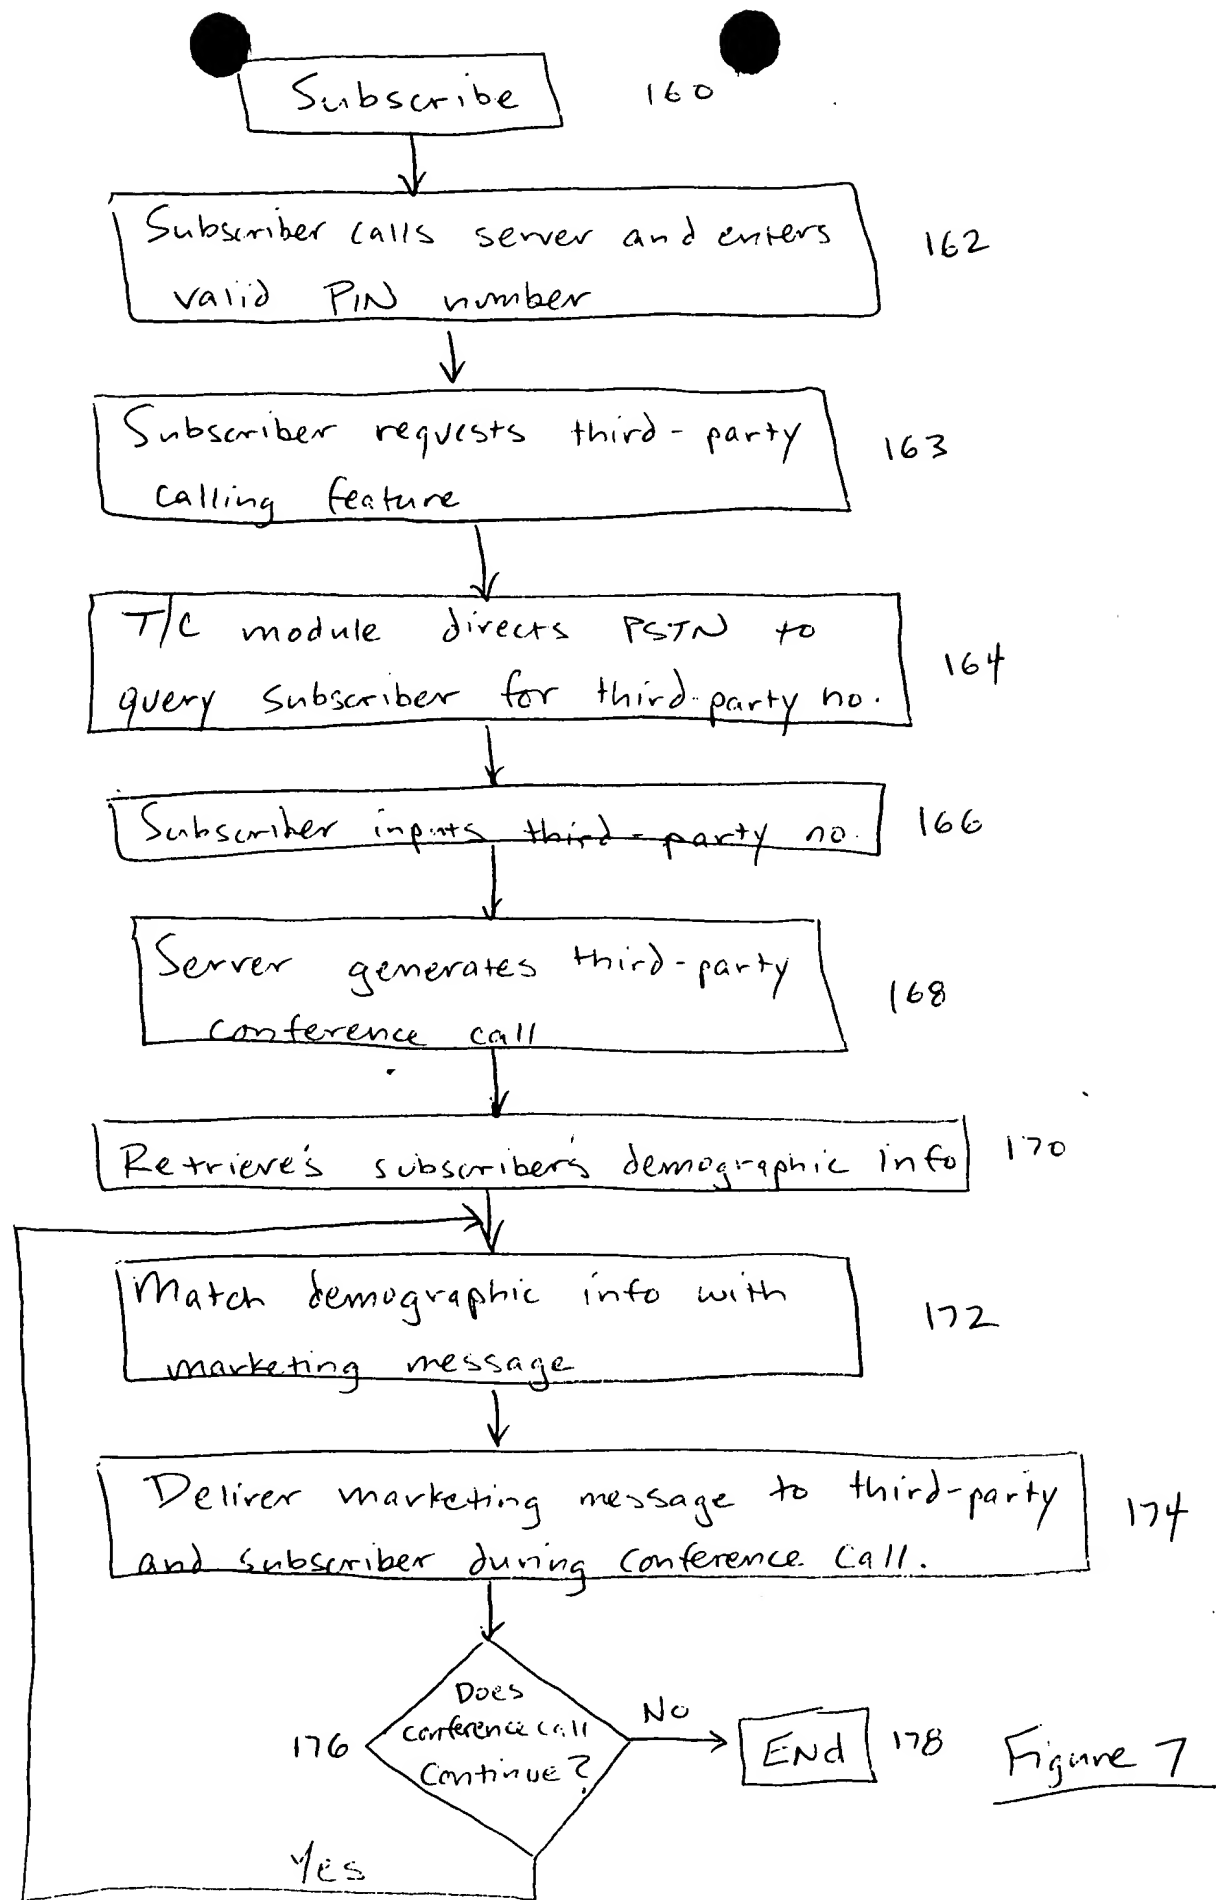 Subscribe 160
Subscriber calls server and enters 162
valid PIN number
Subscriber requests third-party 163
calling feature
T/C module directs PSTN to 164
query subscriber for third-party no.
Subscriber inputs third-party no. 166
Server generates third-party 168
conference call
Retrieve's subscriber's demographic info 170
Match demographic info with 172
marketing message
Deliver marketing message to third-party 174
and subscriber during conference call.
Does
conference call
continue?
176
No
End 178
Figure 7
Yes